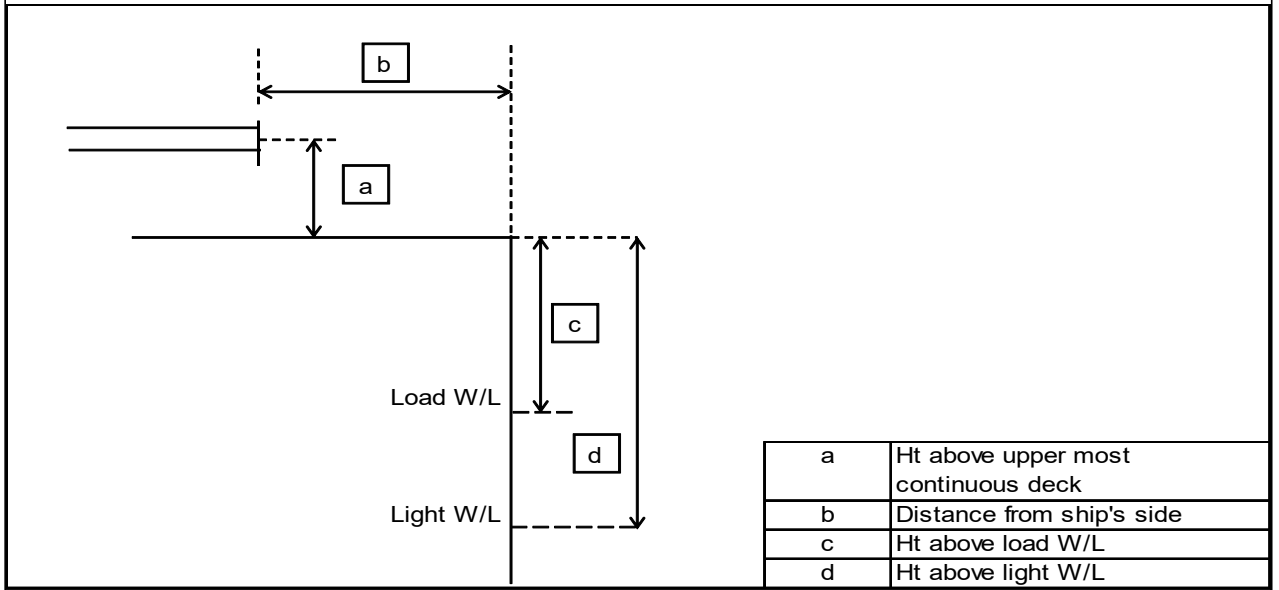 b
a
c
Load W/L
d
Light W/L
a Ht above upper most
continuous deck
b Distance from ship's side
c Ht above load W/L
d Ht above light W/L